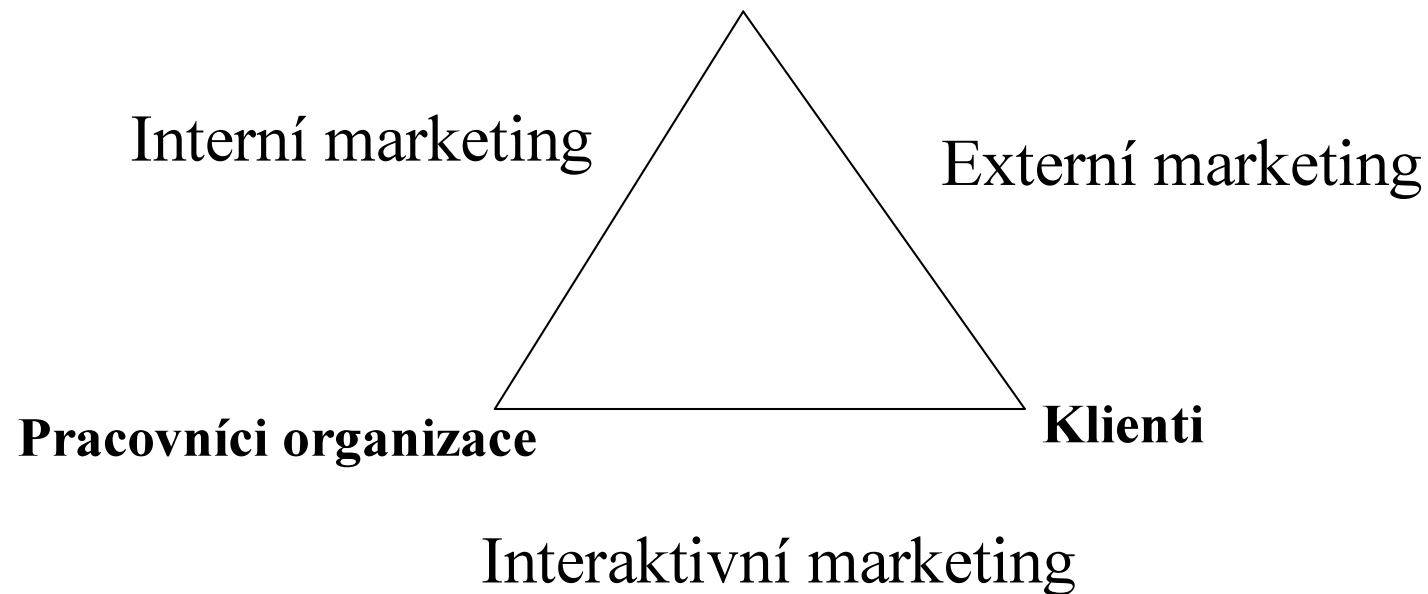 Interní marketing
Externí marketing
Pracovníci organizace
Klienti
Interaktivní marketing